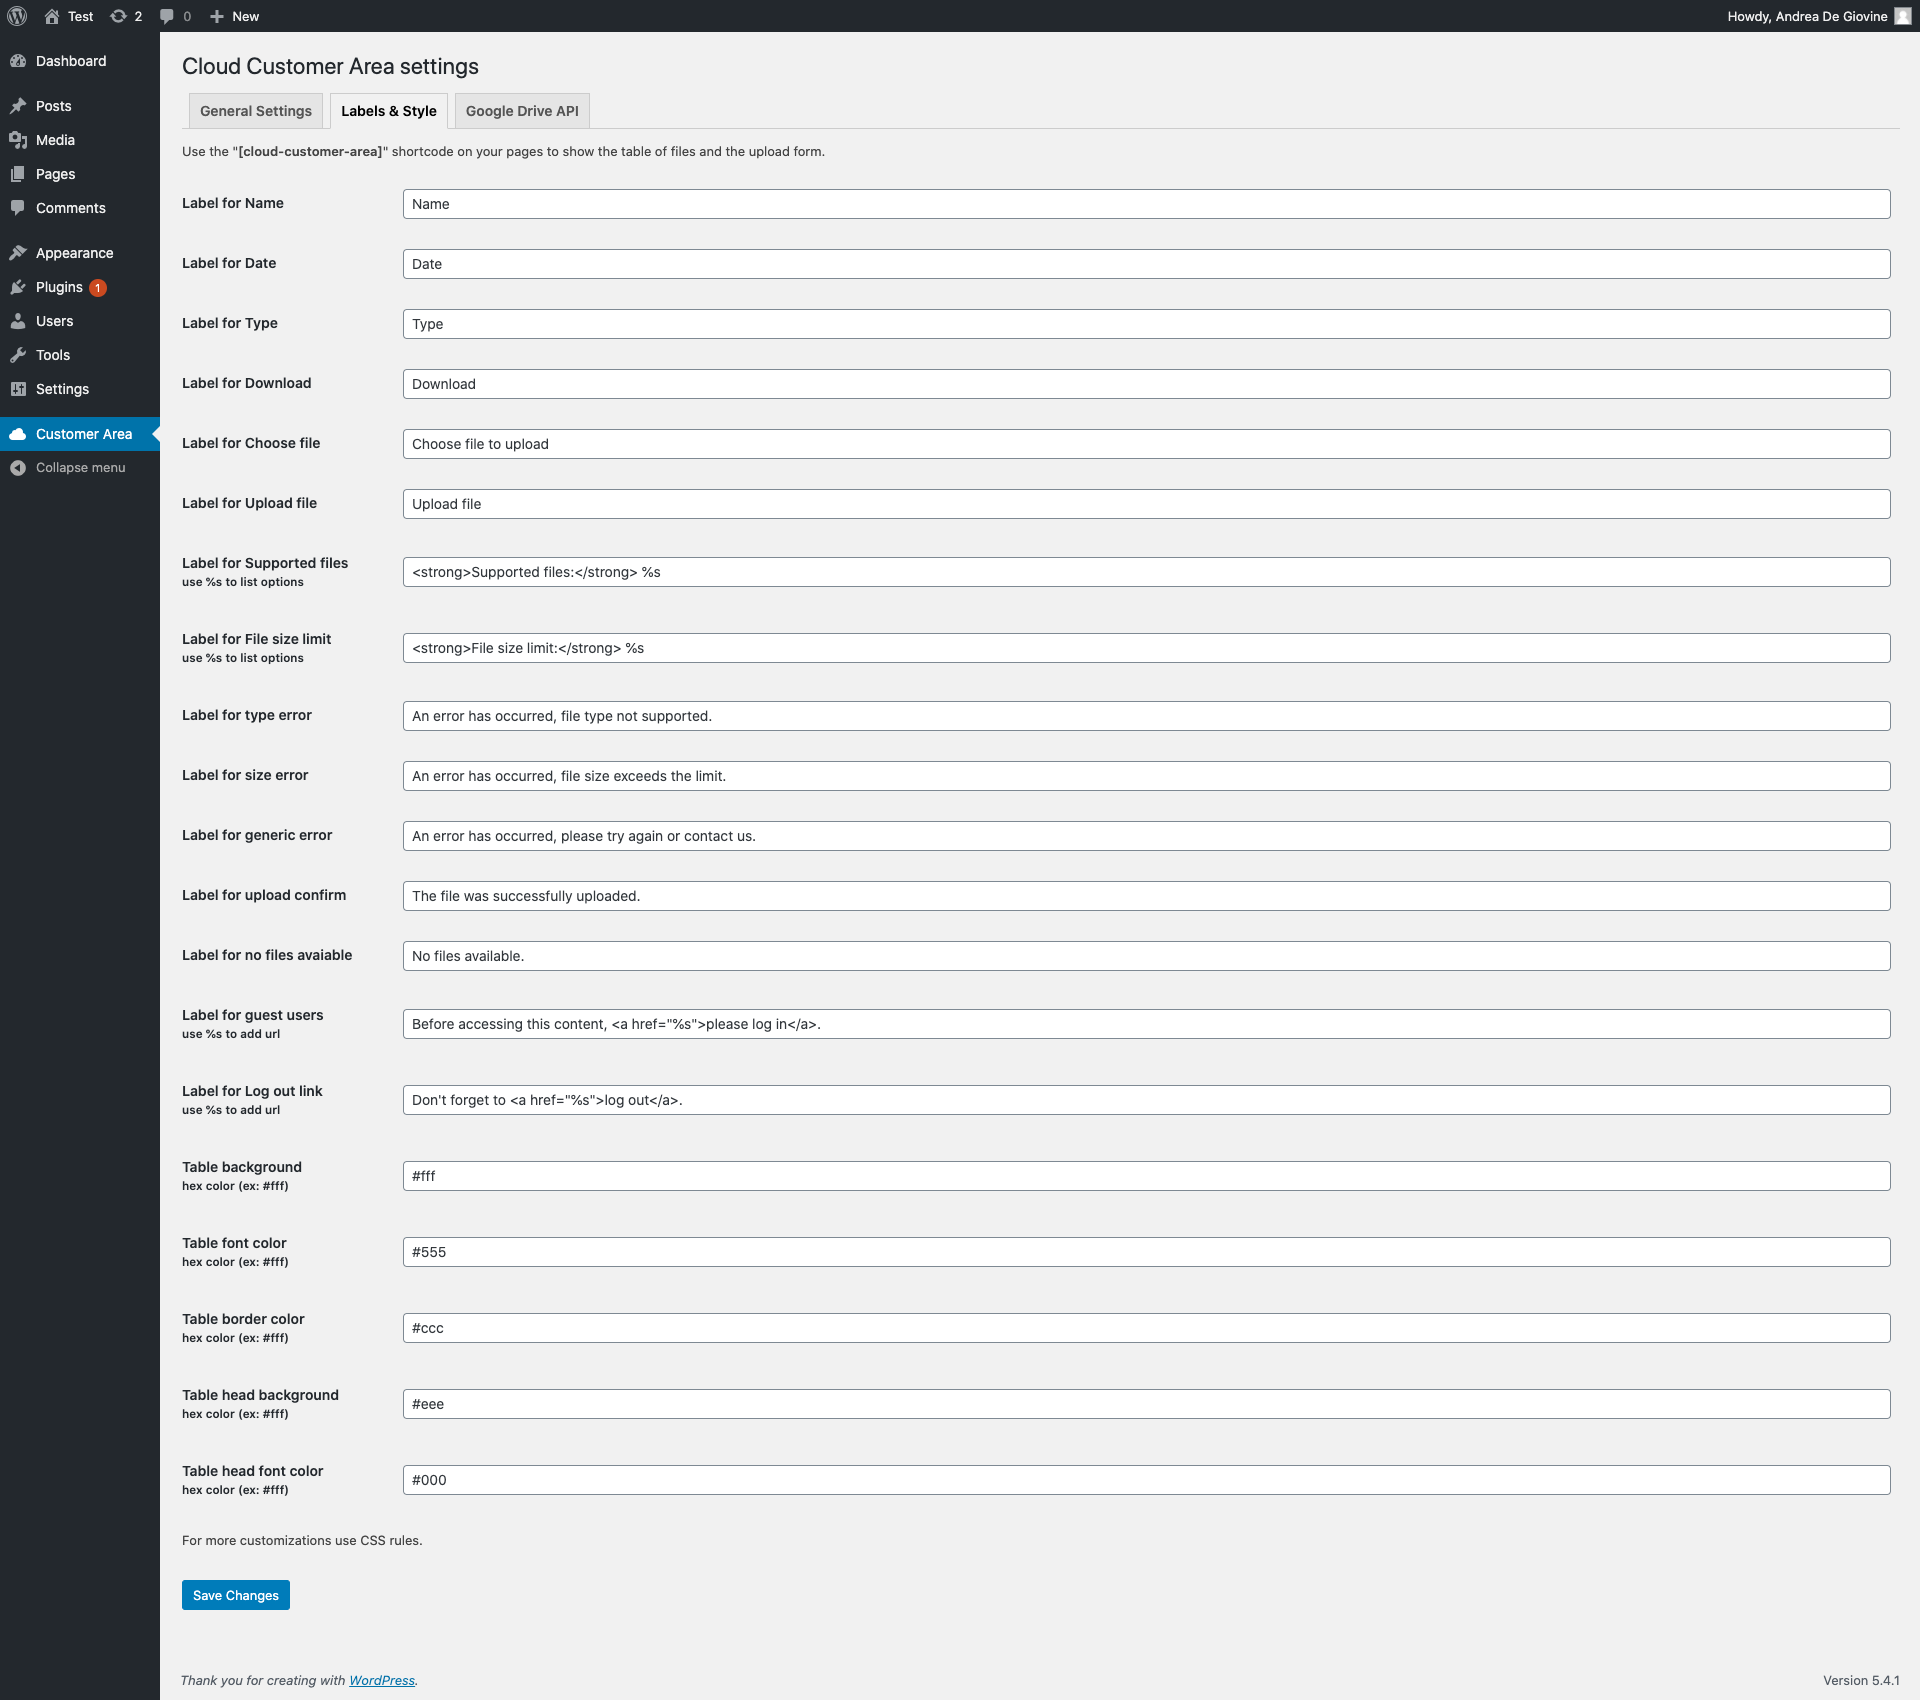 Test 2 0 New Howdy, Andrea De Giovine
Dashboard
Posts
Media
Pages
Comments
Appearance
Plugins 1
Users
Tools
Settings
Customer Area
Collapse menu
Cloud Customer Area settings
General Settings Labels & Style Google Drive API
Use the "[cloud-customer-area]" shortcode on your pages to show the table of files and the upload form.
Label for Name Name
Label for Date Date
Label for Type Type
Label for Download Download
Label for Choose file Choose file to upload
Label for Upload file Upload file
Label for Supported files
use %s to list options
<strong>Supported files:</strong> %s
Label for File size limit
use %s to list options
<strong>File size limit:</strong> %s
Label for type error An error has occurred, file type not supported.
Label for size error An error has occurred, file size exceeds the limit.
Label for generic error An error has occurred, please try again or contact us.
Label for upload confirm The file was successfully uploaded.
Label for no files avaiable No files available.
Label for guest users
use %s to add url
Before accessing this content, <a href="%s">please log in</a>.
Label for Log out link
use %s to add url
Don't forget to <a href="%s">log out</a>.
Table background
hex color (ex: #fff)
#fff
Table font color
hex color (ex: #fff)
#555
Table border color
hex color (ex: #fff)
#ccc
Table head background
hex color (ex: #fff)
#eee
Table head font color
hex color (ex: #fff)
#000
For more customizations use CSS rules.
Save Changes
Thank you for creating with WordPress. Version 5.4.1